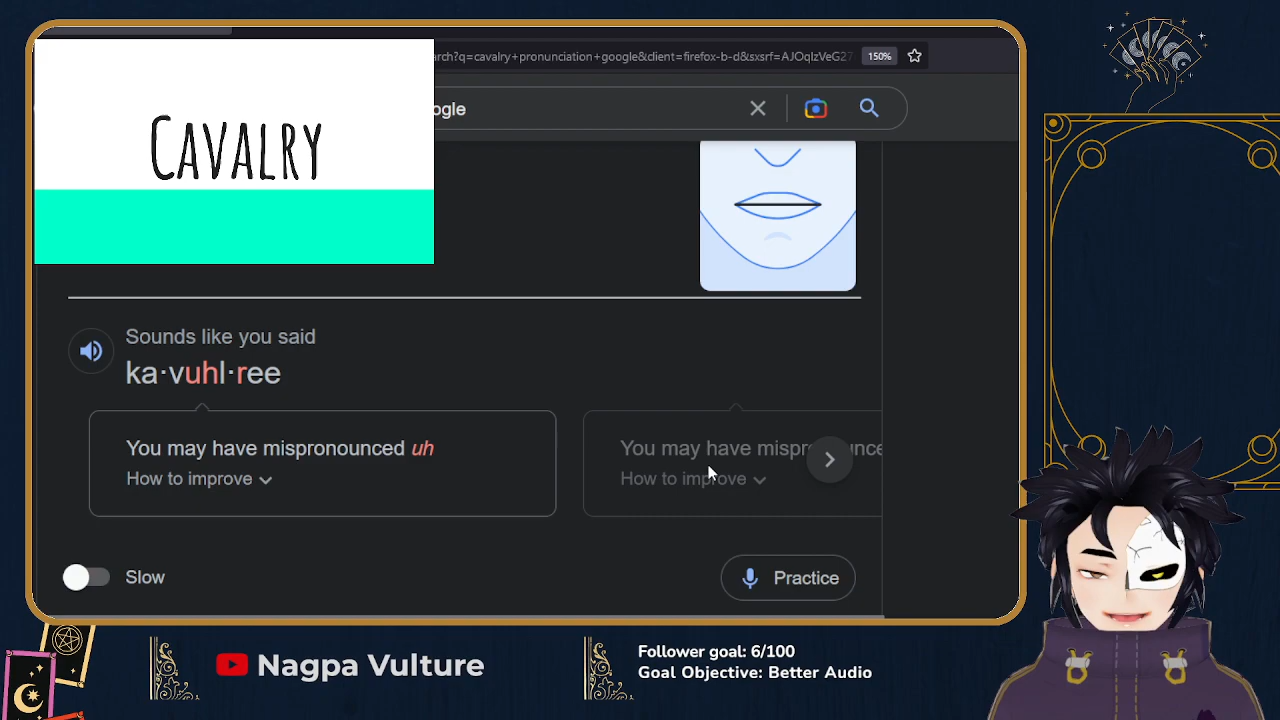 arch?q=cavalry+pronunciation+google&client=firefox-b-d&sxsrf=AJOqlzVeG27
150%
ogle
CAVALRY
Sounds like you said
ka·vuhl·ree
You may have mispronounced uh
How to improve
You may have mispronounce
How to improve
Slow
Practice
Nagpa Vulture
Follower goal: 6/100
Goal Objective: Better Audio